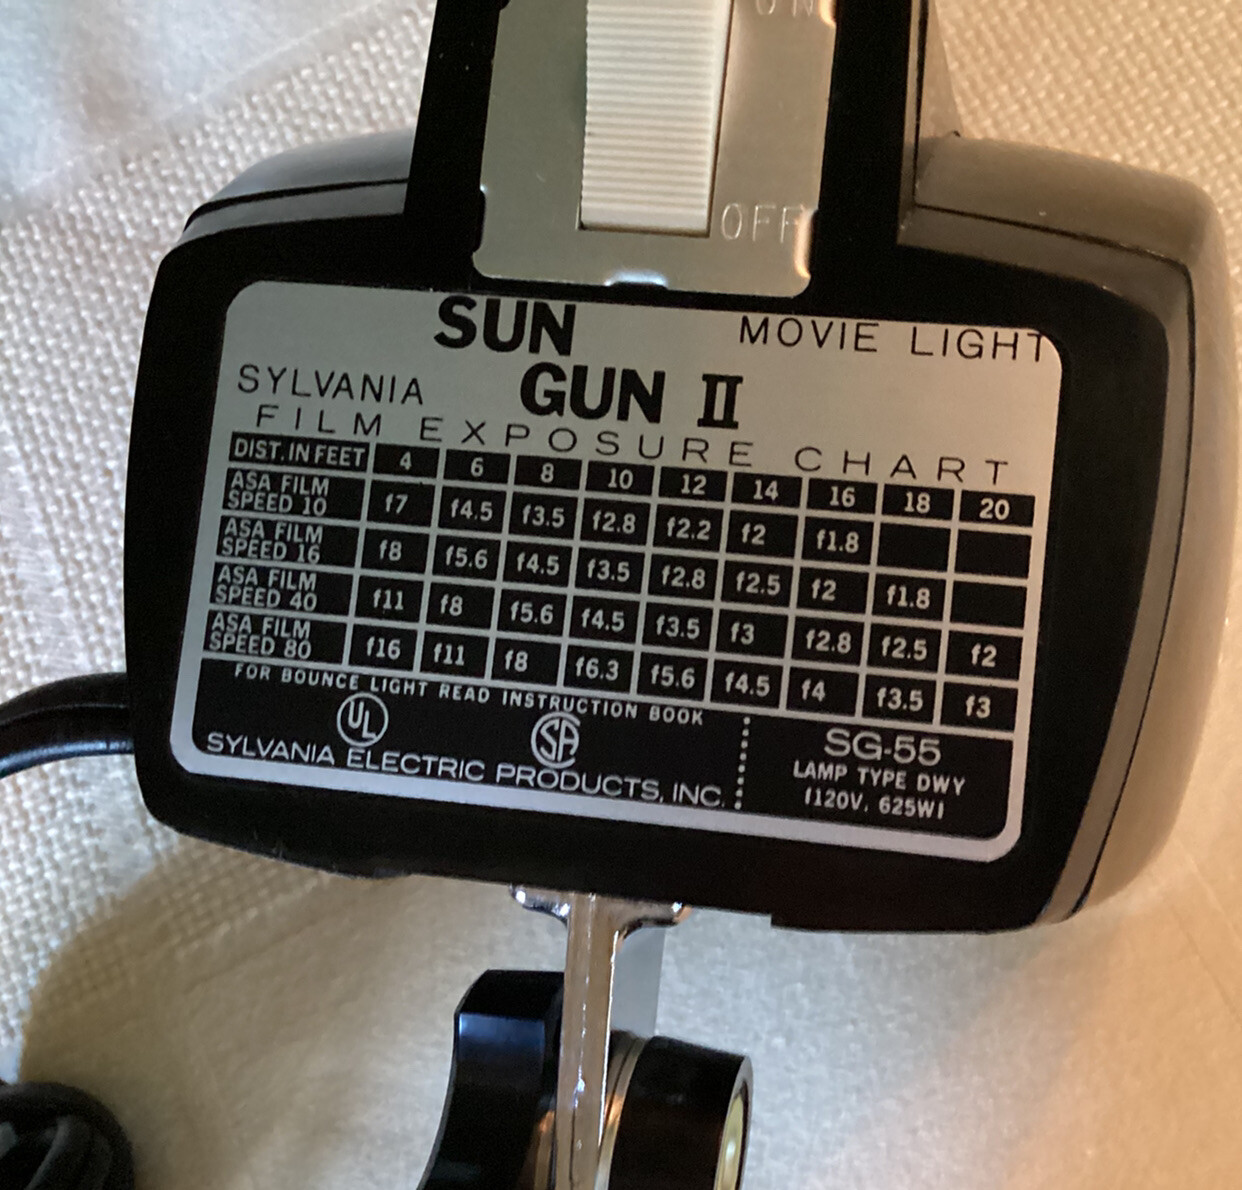 ON
OFF
SUN MOVIE LIGHT
SYLVANIA GUN II
FILM EXPOSURE CHART
DIST. IN FEET 4 6 8 10 12 14 16 18 20
ASA FILM SPEED 10 f7 f4.5 f3.5 f2.8 f2.2 f2 f1.8
ASA FILM SPEED 16 f8 f5.6 f4.5 f3.5 f2.8 f2.5 f2 f1.8
ASA FILM SPEED 40 f11 f8 f5.6 f4.5 f3.5 f3 f2.8 f2.5 f2
ASA FILM SPEED 80 f16 f11 f8 f6.3 f5.6 f4.5 f4 f3.5 f3
FOR BOUNCE LIGHT READ INSTRUCTION BOOK
UL SA
SYLVANIA ELECTRIC PRODUCTS, INC.
SG-55
LAMP TYPE DWY
(120V, 625W)